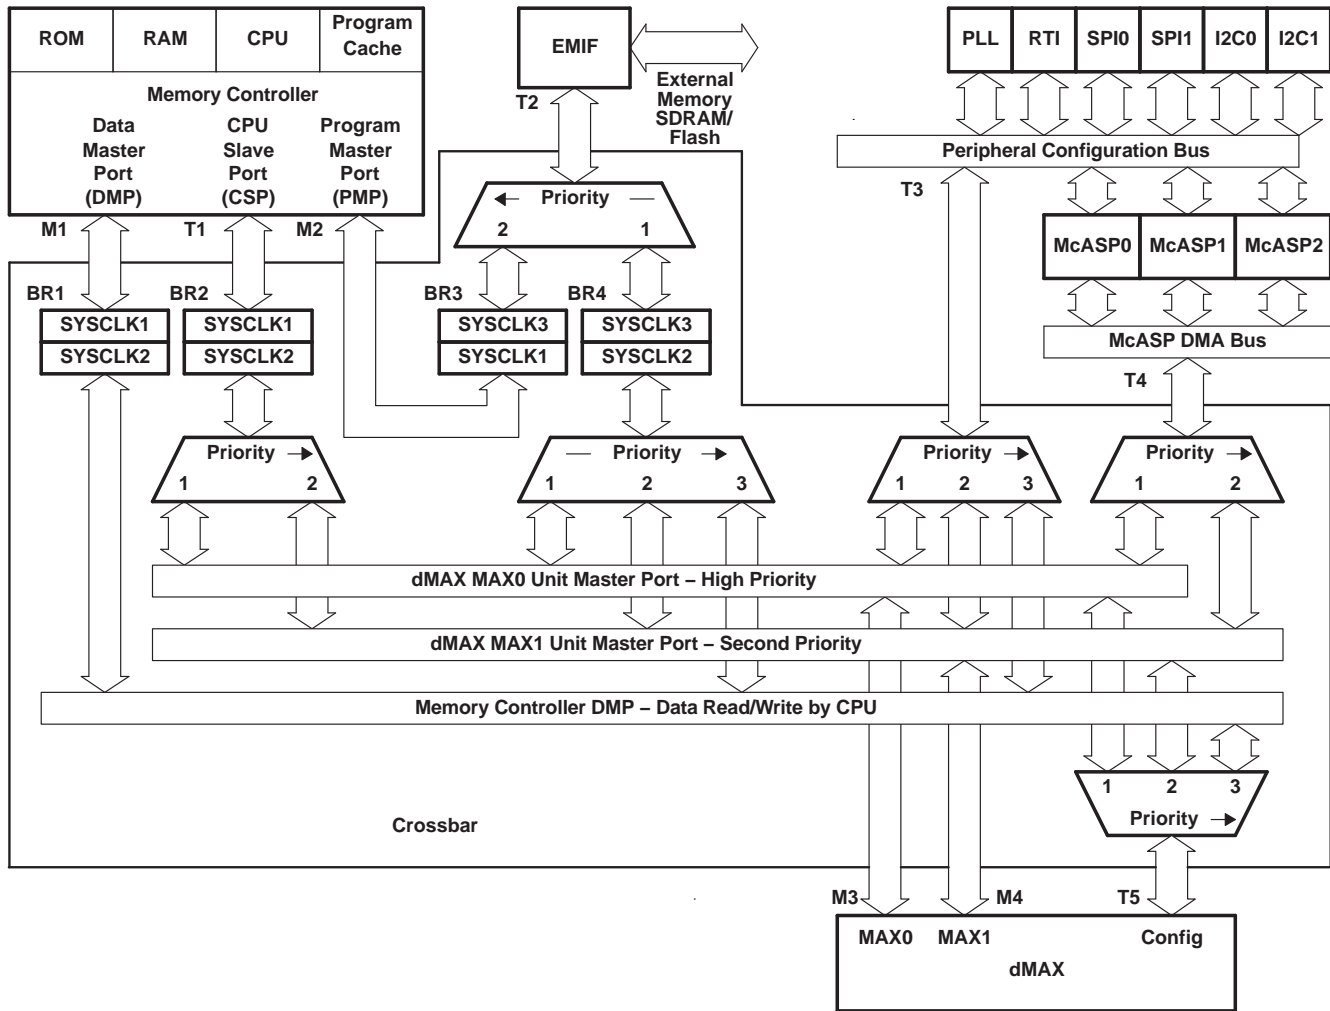 ROM
RAM
CPU
Program
Cache
Memory Controller
Data
Master
Port
(DMP)
CPU
Slave
Port
(CSP)
Program
Master
Port
(PMP)
M1
T1
M2
EMIF
T2
External
Memory
SDRAM/
Flash
PLL
RTI
SPI0
SPI1
I2C0
I2C1
Peripheral Configuration Bus
T3
McASP0
McASP1
McASP2
McASP DMA Bus
T4
Priority
2
1
BR1
SYSCLK1
SYSCLK2
BR2
SYSCLK1
SYSCLK2
BR3
SYSCLK3
SYSCLK1
BR4
SYSCLK3
SYSCLK2
Priority
1
2
Priority
1
2
3
Priority
1
2
3
Priority
1
2
dMAX MAX0 Unit Master Port – High Priority
dMAX MAX1 Unit Master Port – Second Priority
Memory Controller DMP – Data Read/Write by CPU
1
2
3
Priority
Crossbar
M3
M4
T5
MAX0
MAX1
Config
dMAX